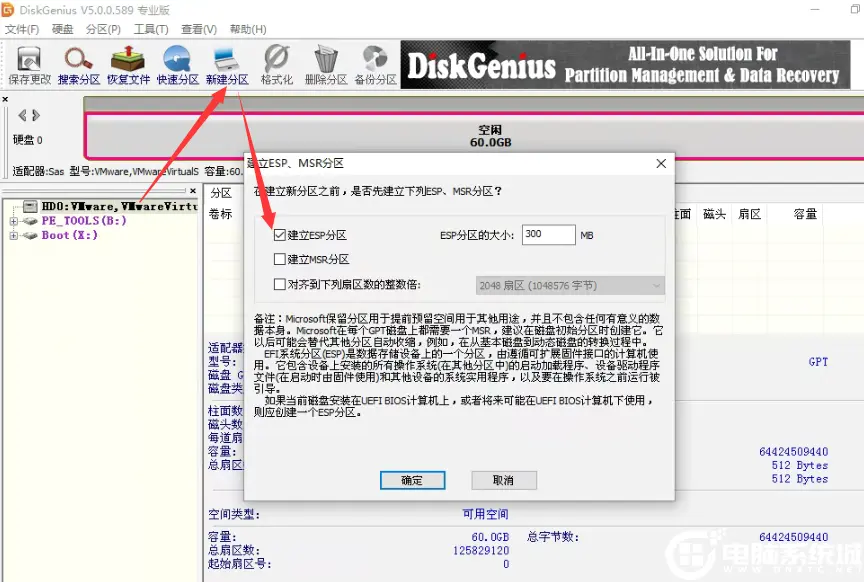 DiskGenius V5.0.0.589 专业版
文件(F) 硬盘 分区(P) 工具(T) 查看(V) 帮助(H)
保存更改 搜索分区 恢复文件 快速分区 新建分区 格式化 删除分区 备份分区
DiskGenius
All-In-One Solution For
Partition Management & Data Recovery
硬盘 0
空闲
60.0GB
适配器:Sas 型号:VMware,VMwareVirtualS 容量:60.
HD0:VMware,VMwareVirtu
PE_TOOLS(B:)
Boot(X:)
分区
卷标
柱面 磁头 扇区 容量
建立ESP、MSR分区
在建立新分区之前，是否先建立下列ESP、MSR分区？
建立ESP分区 ESP分区的大小: 300 MB
建立MSR分区
对齐到下列扇区数的整数倍: 2048 扇区 (1048576 字节)
备注：Microsoft保留分区用于提前预留空间用于其他用途，并且不包含任何有意义的数
据本身。Microsoft在每个GPT磁盘上都需要一个MSR，建议在磁盘初始分区时创建它。它
以后可能会替代其他分区自动收缩，例如，在从基本磁盘到动态磁盘的转换过程中。
EFI系统分区(ESP)是数据存储设备上的一个分区，由遵循可扩展固件接口的计算机使
用。它包含设备上安装的所有操作系统(在其他分区中)的启动加载程序、设备驱动程序
文件(在启动时由固件使用)和其他设备的系统实用程序，以及要在操作系统之前运行被
引导。
如果当前磁盘安装在UEFI BIOS计算机上，或者将来可能在UEFI BIOS计算机下使用，
则应创建一个ESP分区。
确定 取消
适配器
型号:
磁盘 G
磁盘类
GPT
柱面数
磁头数
每道扇
容量: 64424509440
总扇区 512 Bytes
512 Bytes
空间类型: 可用空间
容量: 60.0GB 总字节数: 64424509440
总扇区数: 125829120
起始扇区号: 0
电脑系统城